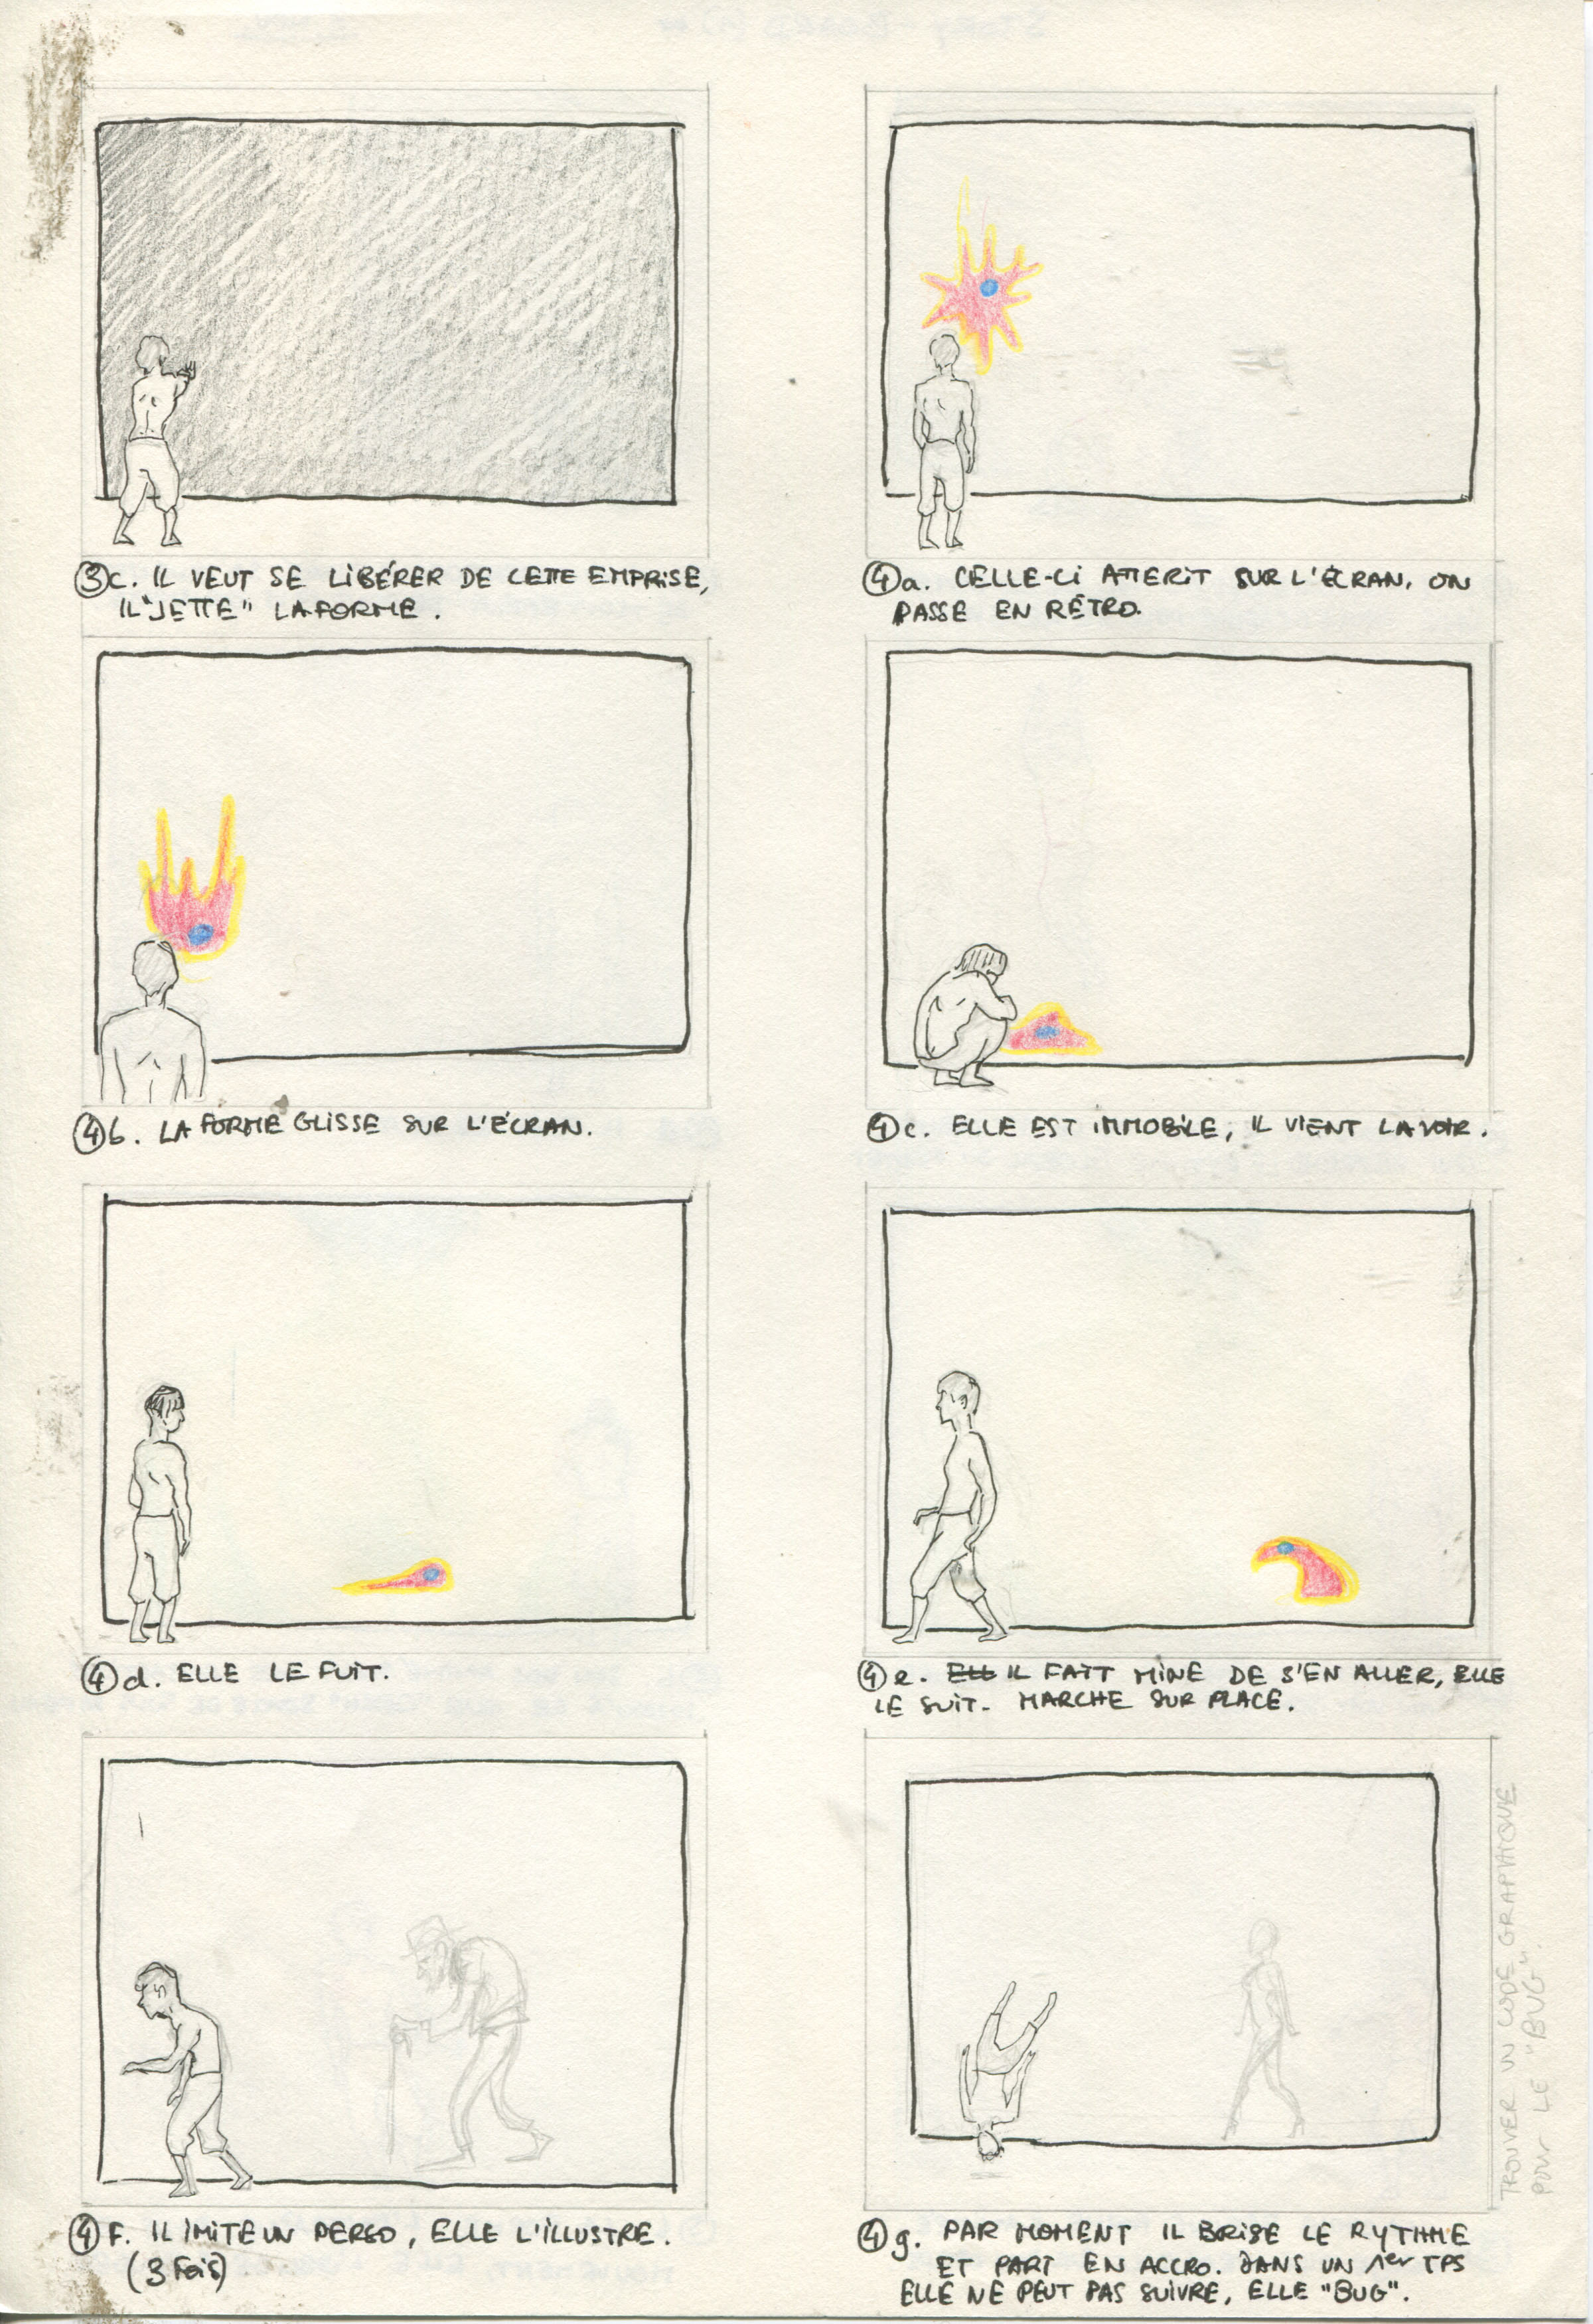 ③c. IL VEUT SE LIBÉRER DE CETTE EMPRISE,
IL "JETTE" LA FORME.
④a. CELLE-CI ATTERIT SUR L'ÉCRAN, ON
PASSE EN RÉTRO.
④b. LA FORME GLISSE SUR L'ÉCRAN.
④c. ELLE EST IMMOBILE, IL VIENT LA VOIR.
④d. ELLE LE FUIT.
④e. ELLE IL FAIT MINE DE S'EN ALLER, ELLE
LE SUIT. MARCHE SUR PLACE.
④F. IL IMITE UN PERSO, ELLE L'ILLUSTRE.
(3 FOIS)
④g. PAR MOMENT IL BRISE LE RYTHME
ET PART EN ACCRO. DANS UN 1er TPS
ELLE NE PEUT PAS SUIVRE, ELLE "BUG".
TROUVER UN CODE GRAPHIQUE
POUR LE "BUG".